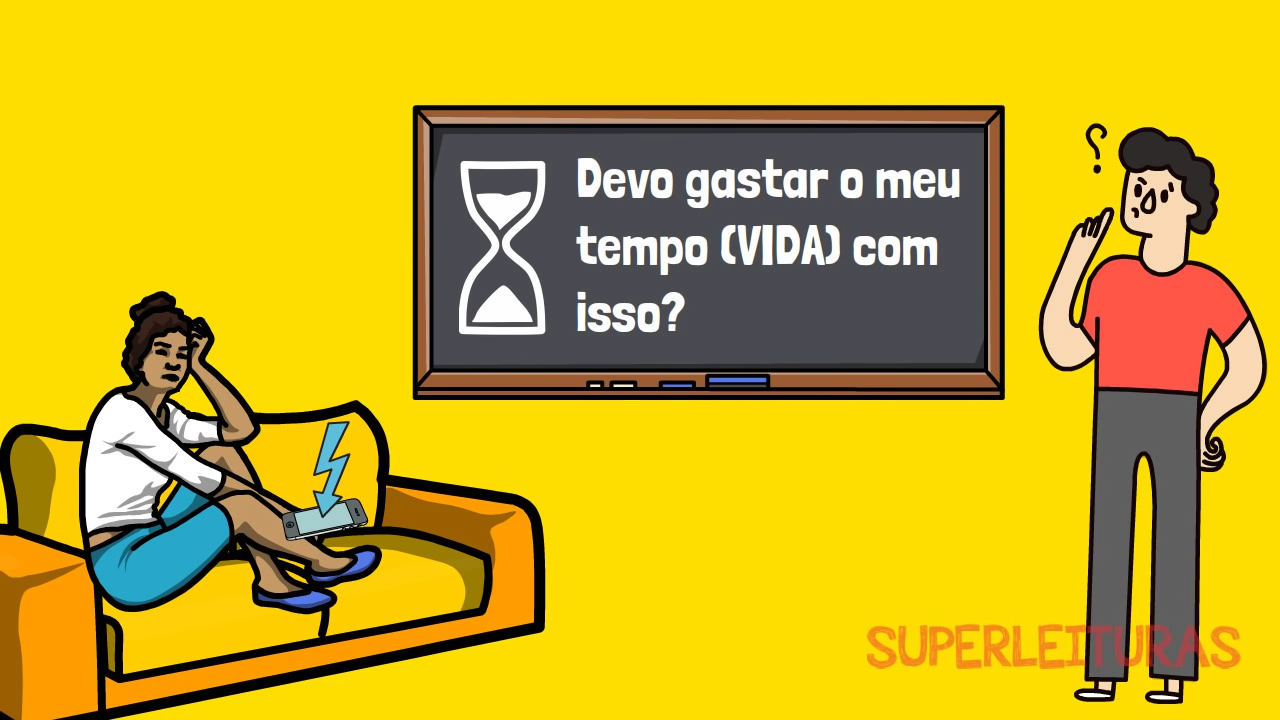 ?
Devo gastar o meu
tempo (VIDA) com
isso?
SUPERLEITURAS